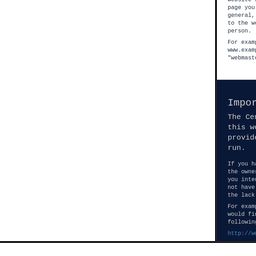 page you
general,
to the w
person.
For exam
www.exam
"webmast
Impor
The Ce
this w
provid
run.
If you h
the owne
you inte
not have
the lack
For exam
would fi
followin
http://w